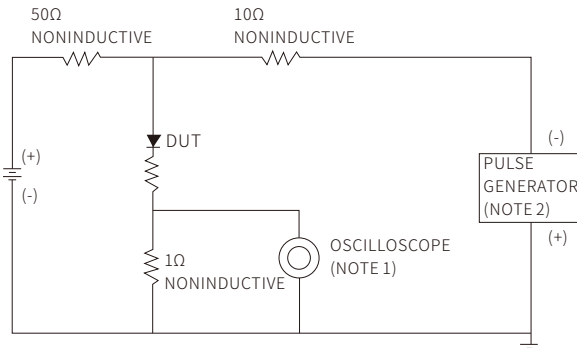 50Ω
NONINDUCTIVE
10Ω
NONINDUCTIVE
DUT
(+)
(-)
1Ω
NONINDUCTIVE
OSCILLOSCOPE
(NOTE 1)
(-)
PULSE
GENERATOR
(NOTE 2)
(+)